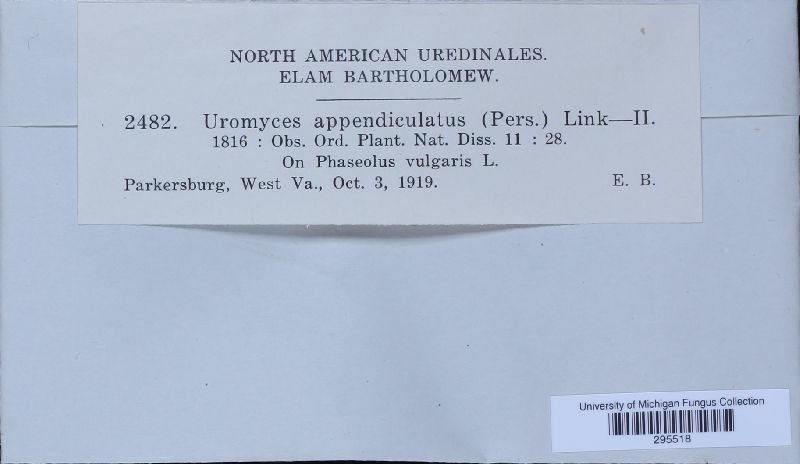 NORTH AMERICAN UREDINALES.
ELAM BARTHOLOMEW.
2482. Uromyces appendiculatus (Pers.) Link—II.
1816 : Obs. Ord. Plant. Nat. Diss. 11 : 28.
On Phaseolus vulgaris L.
Parkersburg, West Va., Oct. 3, 1919. E. B.
University of Michigan Fungus Collection
295518